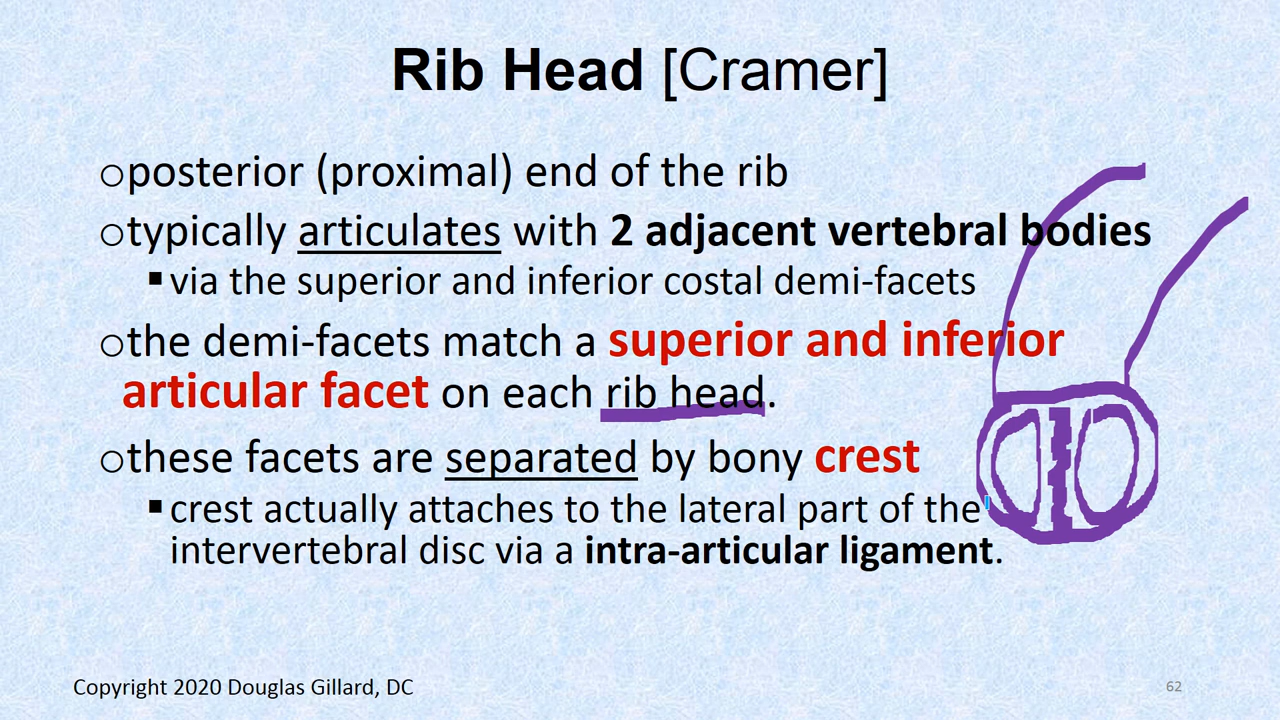 Rib Head [Cramer]
oposterior (proximal) end of the rib
otypically articulates with 2 adjacent vertebral bodies
▪via the superior and inferior costal demi-facets
othe demi-facets match a superior and inferior
articular facet on each rib head.
othese facets are separated by bony crest
▪crest actually attaches to the lateral part of the
intervertebral disc via a intra-articular ligament.
Copyright 2020 Douglas Gillard, DC
62